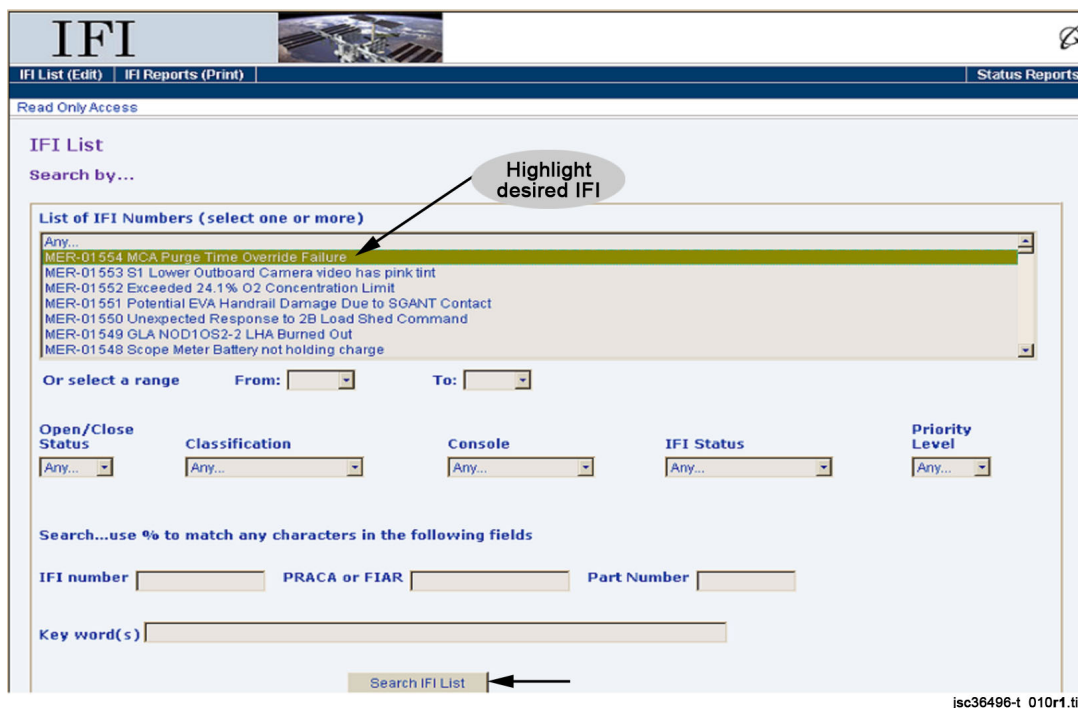 IFI
IFI List (Edit) IFI Reports (Print) Status Reports
Read Only Access
IFI List
Search by...
Highlight
desired IFI
List of IFI Numbers (select one or more)
Any...
MER-01554 MCA Purge Time Override Failure
MER-01553 S1 Lower Outboard Camera video has pink tint
MER-01552 Exceeded 24.1% O2 Concentration Limit
MER-01551 Potential EVA Handrail Damage Due to SGANT Contact
MER-01550 Unexpected Response to 2B Load Shed Command
MER-01549 GLA NOD1OS2-2 LHA Burned Out
MER-01548 Scope Meter Battery not holding charge
Or select a range From: To:
Open/Close
Status Classification Console IFI Status Priority
Level
Any... Any... Any... Any... Any...
Search...use % to match any characters in the following fields
IFI number PRACA or FIAR Part Number
Key word(s)
Search IFI List
jsc36496-t_010r1.ti